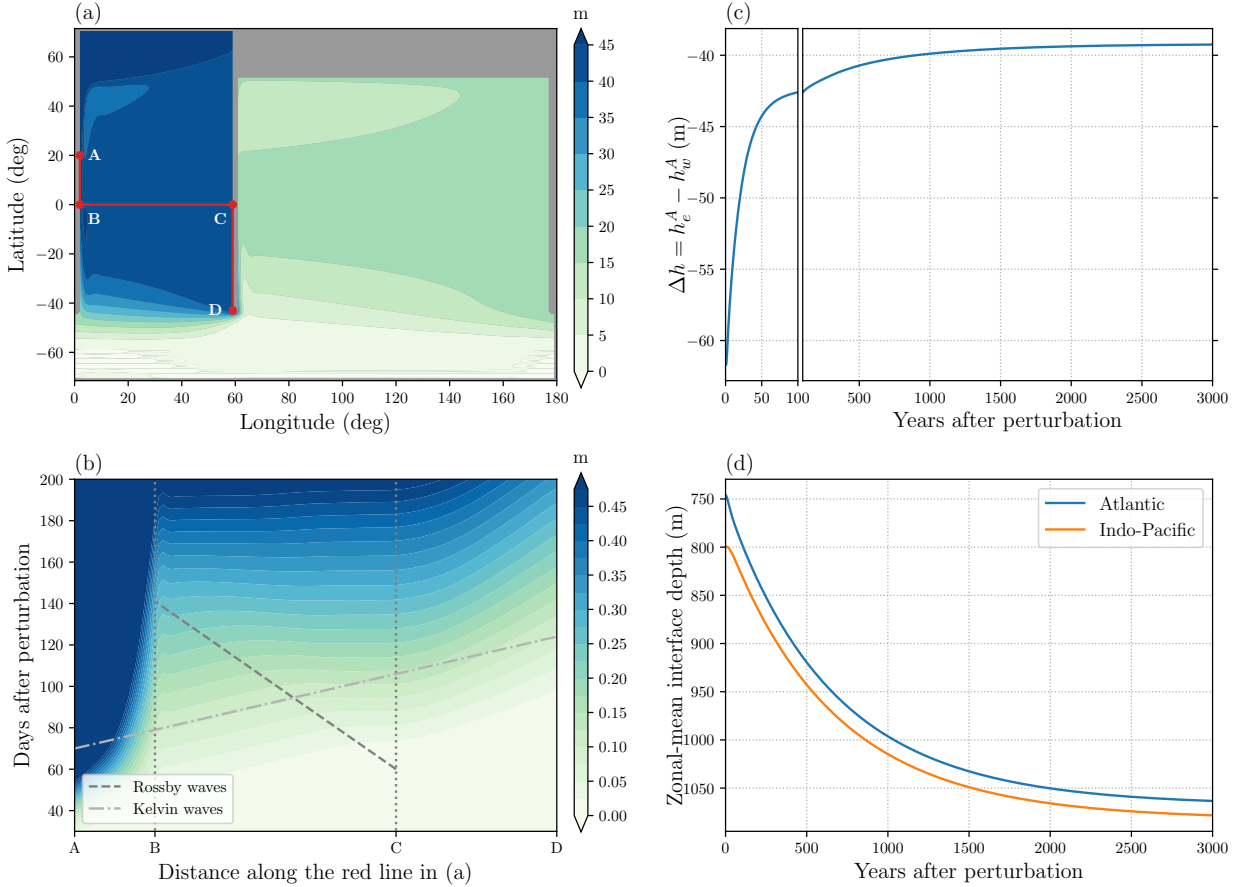 (a)
m
Latitude (deg)
60
40
20
0
−20
−40
−60
A
B
C
D
0 20 40 60 80 100 120 140 160 180
Longitude (deg)
45
40
35
30
25
20
15
10
5
0
(c)
Δh = h_e^A − h_w^A (m)
−40
−45
−50
−55
−60
0 50 100 500 1000 1500 2000 2500 3000
Years after perturbation
(b)
m
Days after perturbation
200
180
160
140
120
100
80
60
40
Rossby waves
Kelvin waves
A B C D
Distance along the red line in (a)
0.45
0.40
0.35
0.30
0.25
0.20
0.15
0.10
0.05
0.00
(d)
Zonal-mean interface depth (m)
750
800
850
900
950
1000
1050
Atlantic
Indo-Pacific
0 500 1000 1500 2000 2500 3000
Years after perturbation